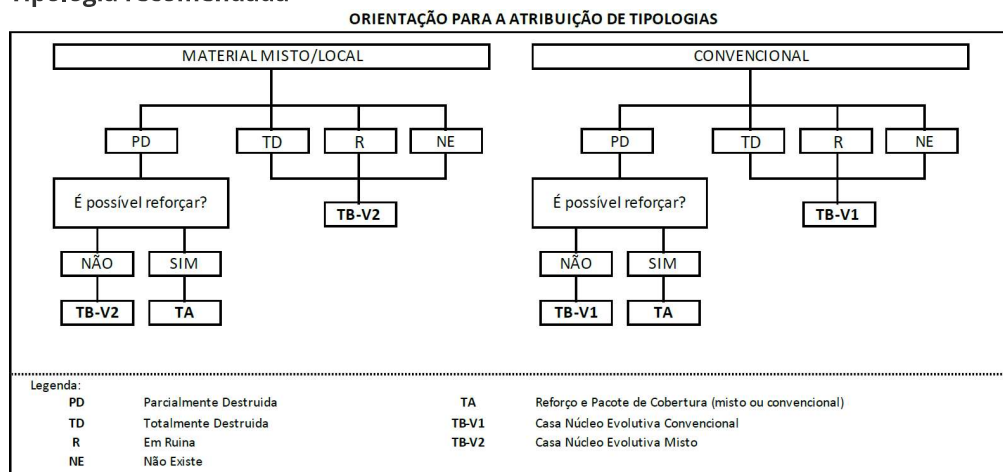 Tipologia recomendada
ORIENTAÇÃO PARA A ATRIBUIÇÃO DE TIPOLOGIAS
MATERIAL MISTO/LOCAL
CONVENCIONAL
PD TD R NE
PD TD R NE
É possível reforçar?
TB-V2
É possível reforçar?
TB-V1
NÃO SIM
NÃO SIM
TB-V2 TA
TB-V1 TA
Legenda:
PD Parcialmente Destruida
TA Reforço e Pacote de Cobertura (misto ou convencional)
TD Totalmente Destruida
TB-V1 Casa Núcleo Evolutiva Convencional
R Em Ruina
TB-V2 Casa Núcleo Evolutiva Misto
NE Não Existe